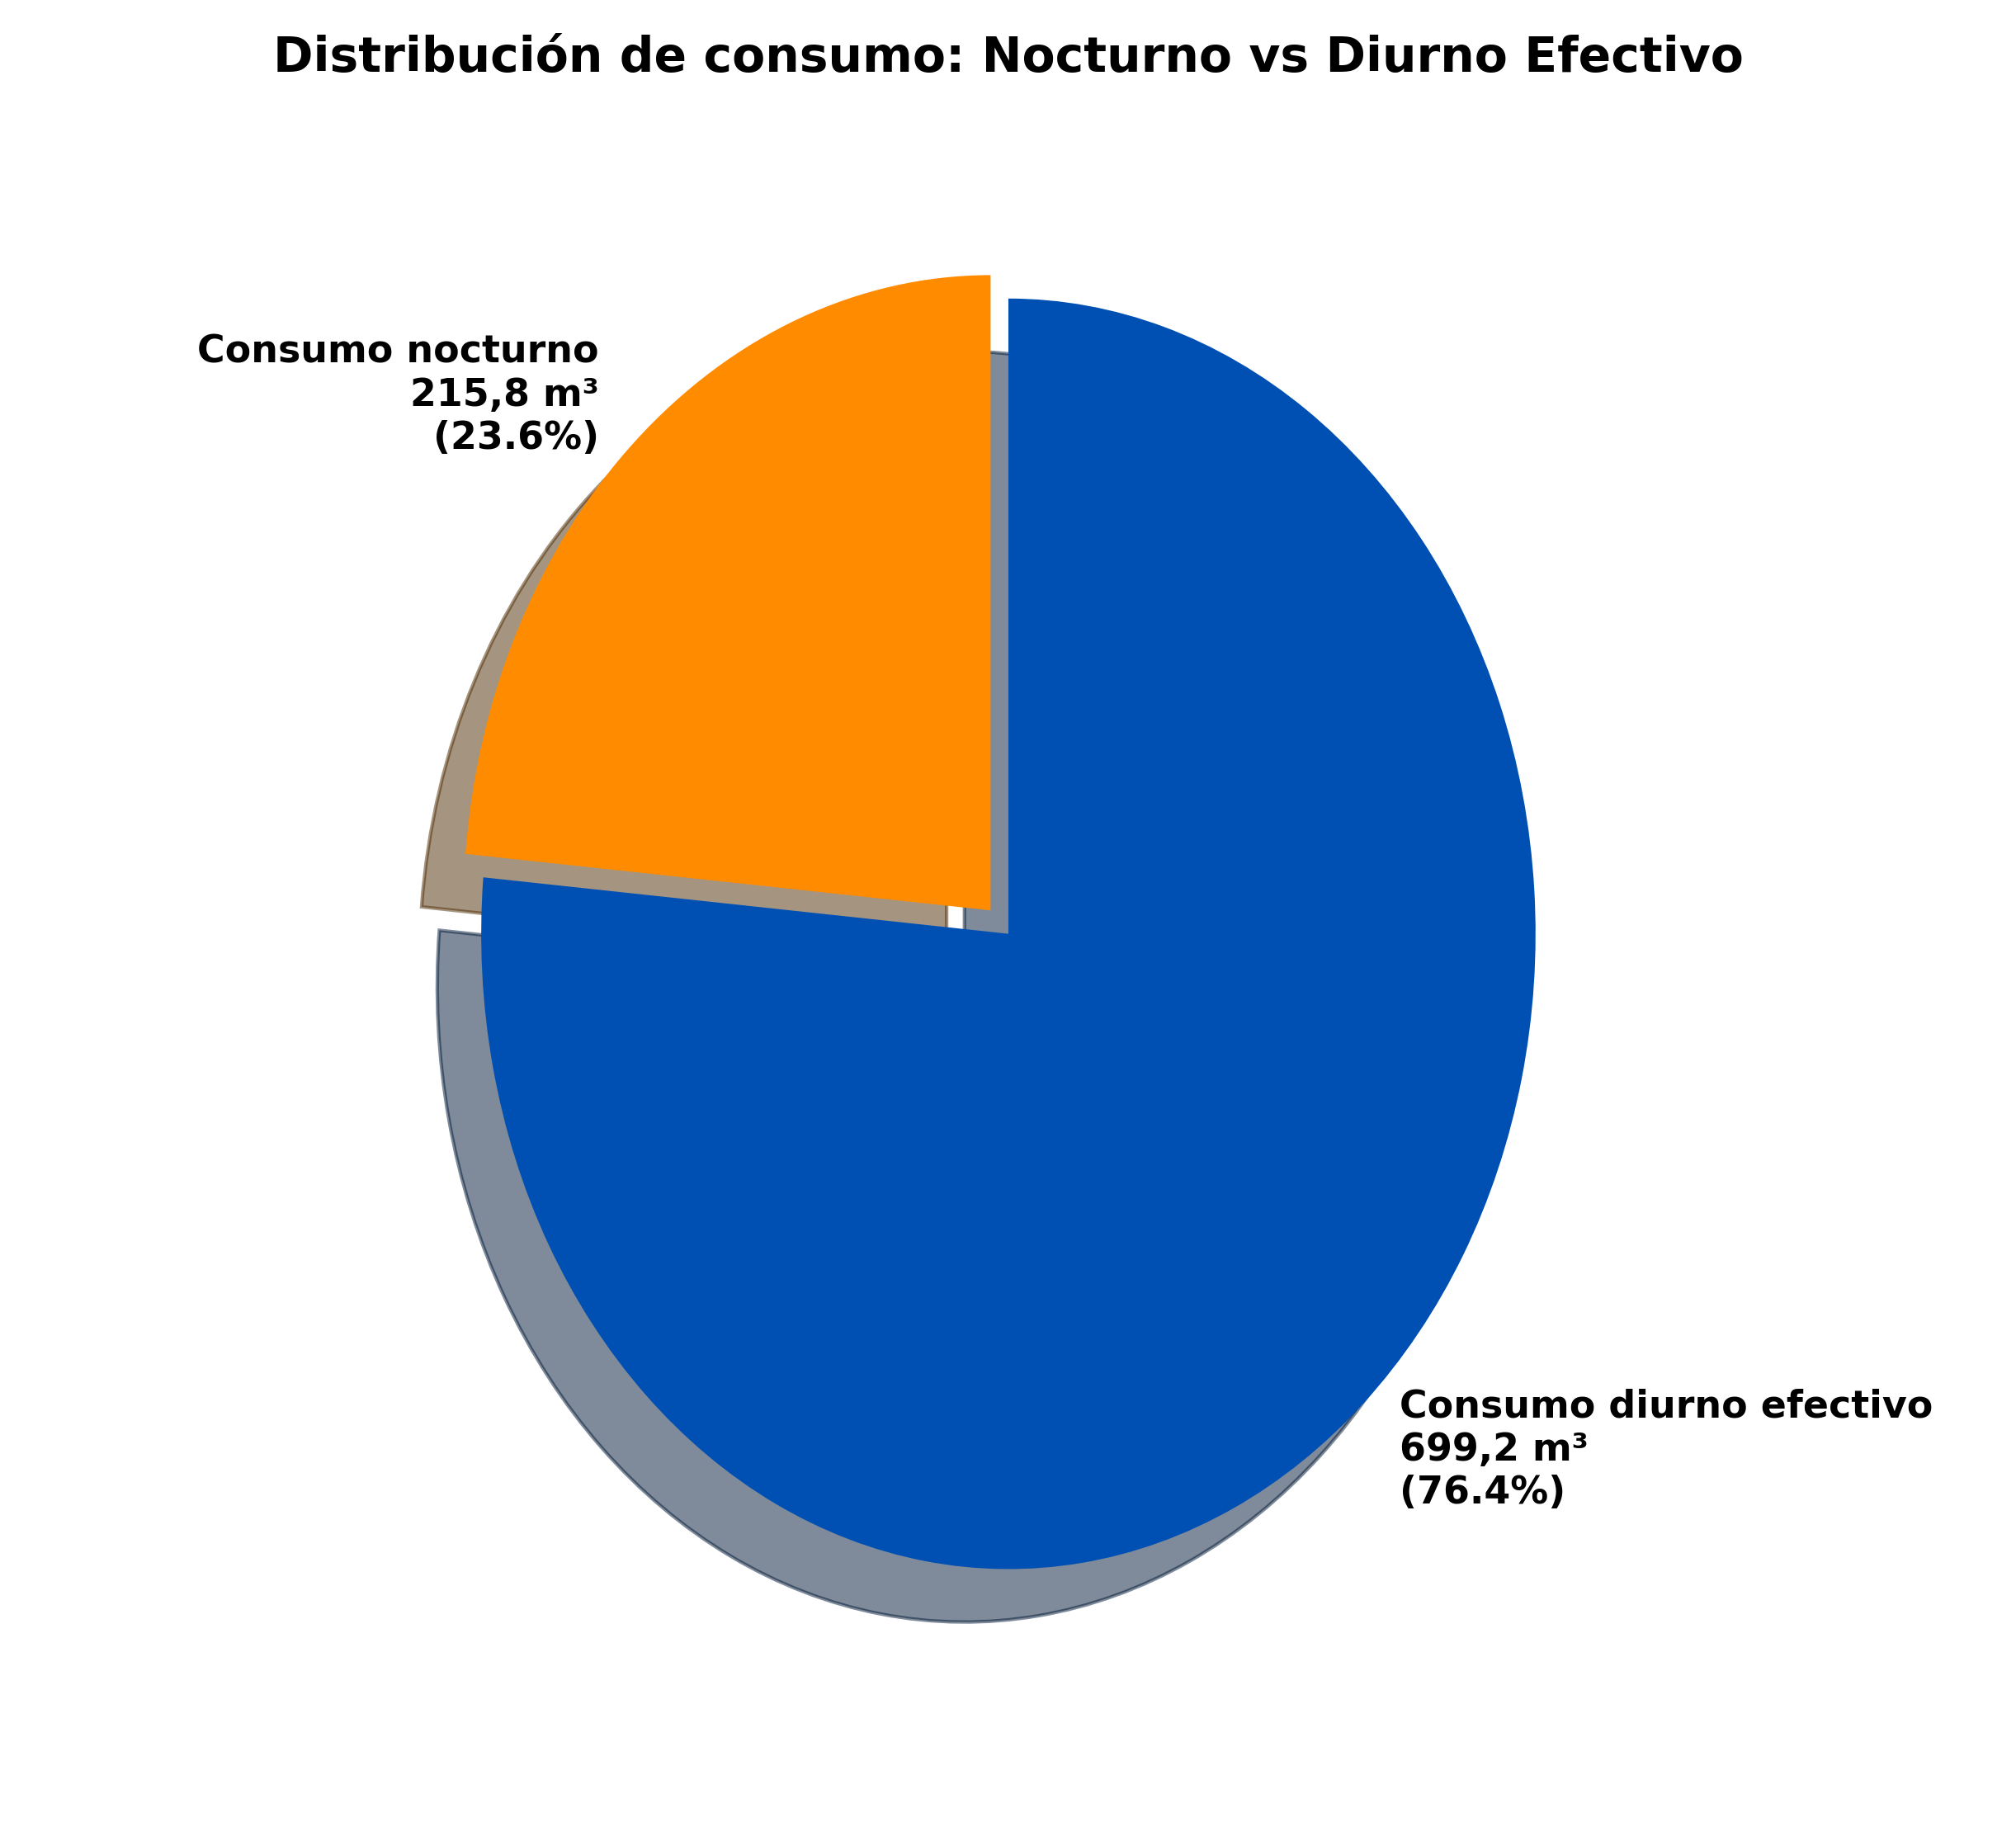 Distribución de consumo: Nocturno vs Diurno Efectivo
Consumo nocturno
215,8 m³
(23.6%)
Consumo diurno efectivo
699,2 m³
(76.4%)